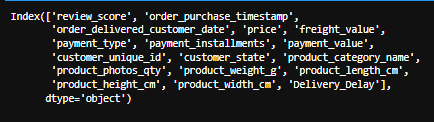 Index(['review_score', 'order_purchase_timestamp',
'order_delivered_customer_date', 'price', 'freight_value',
'payment_type', 'payment_installments', 'payment_value',
'customer_unique_id', 'customer_state', 'product_category_name',
'product_photos_qty', 'product_weight_g', 'product_length_cm',
'product_height_cm', 'product_width_cm', 'Delivery_Delay'],
dtype='object')